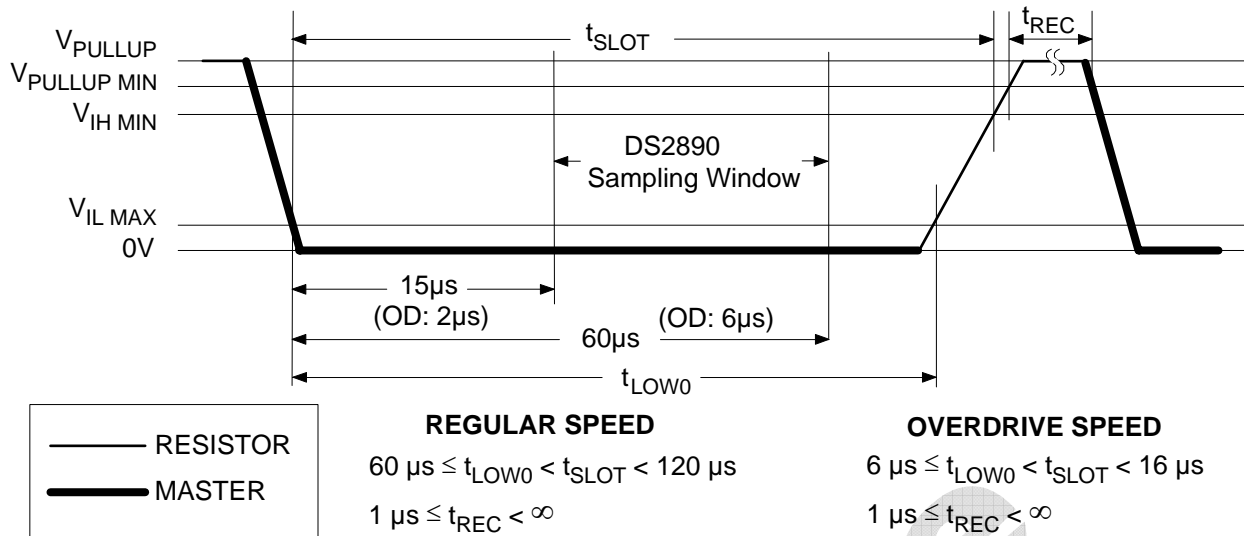 V_PULLUP
V_PULLUP MIN
V_IH MIN
V_IL MAX
0V
t_SLOT
t_REC
DS2890
Sampling Window
15µs
(OD: 2µs)
60µs
(OD: 6µs)
t_LOW0
RESISTOR
MASTER
REGULAR SPEED
60 µs ≤ t_LOW0 < t_SLOT < 120 µs
1 µs ≤ t_REC < ∞
OVERDRIVE SPEED
6 µs ≤ t_LOW0 < t_SLOT < 16 µs
1 µs ≤ t_REC < ∞